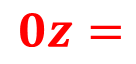 0z =